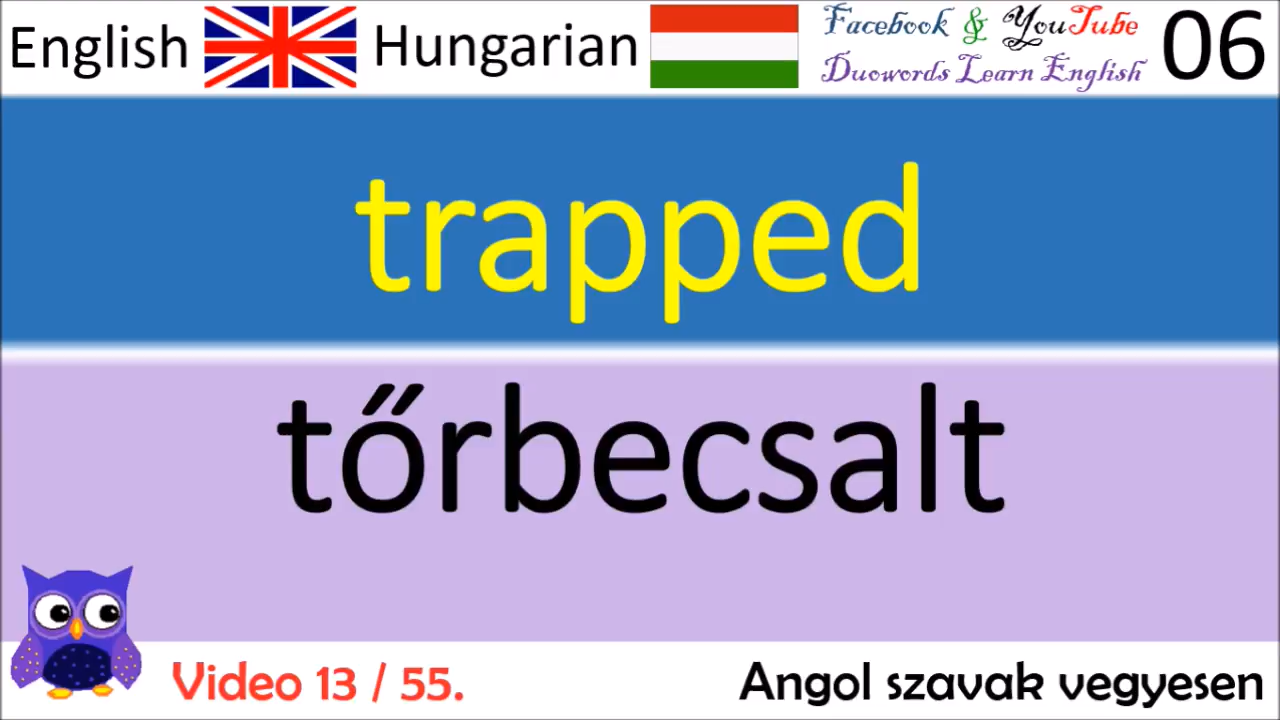 English Hungarian Facebook & YouTube 06
Duowords Learn English
trapped
tőrbecsalt
Video 13 / 55. Angol szavak vegyesen